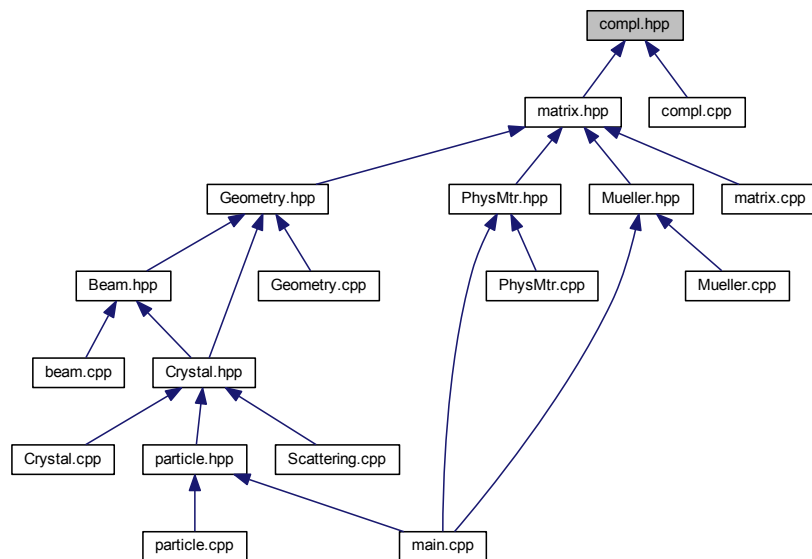 compl.hpp
matrix.hpp
compl.cpp
Geometry.hpp
PhysMtr.hpp
Mueller.hpp
matrix.cpp
Beam.hpp
Geometry.cpp
PhysMtr.cpp
Mueller.cpp
beam.cpp
Crystal.hpp
Crystal.cpp
particle.hpp
Scattering.cpp
particle.cpp
main.cpp